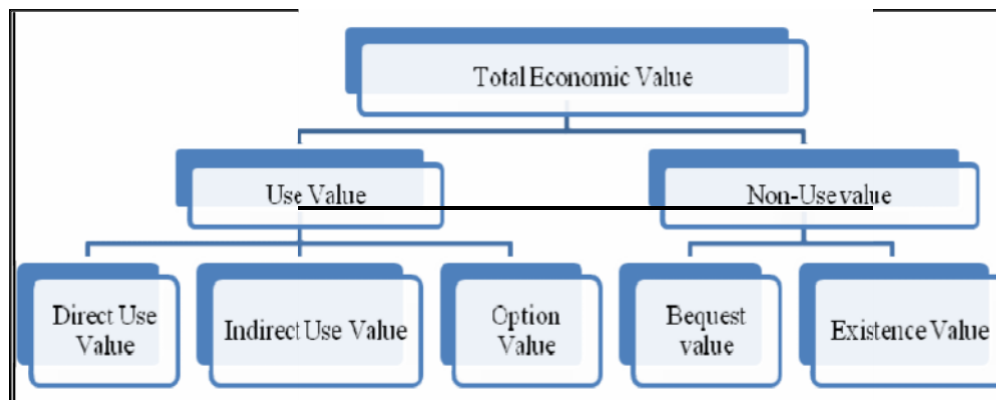 Total Economic Value
Use Value
Non-Use value
Direct Use
Value
Indirect Use Value
Option
Value
Bequest
value
Existence Value